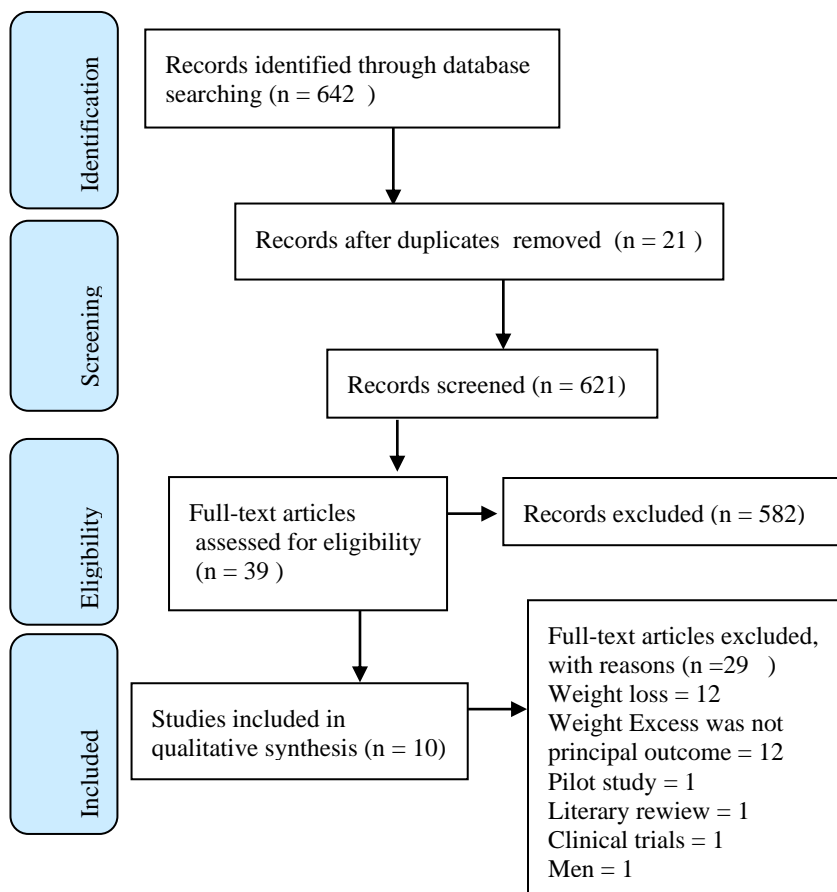 Identification
Records identified through database
searching (n = 642  )
Records after duplicates  removed  (n = 21 )
Screening
Records screened (n = 621)
Eligibility
Full-text articles
assessed for eligibility
(n = 39 )
Records excluded (n = 582)
Included
Studies included in
qualitative synthesis (n = 10)
Full-text articles excluded,
with reasons (n =29   )
Weight loss = 12
Weight Excess was not
principal outcome = 12
Pilot study = 1
Literary rewiew = 1
Clinical trials = 1
Men = 1